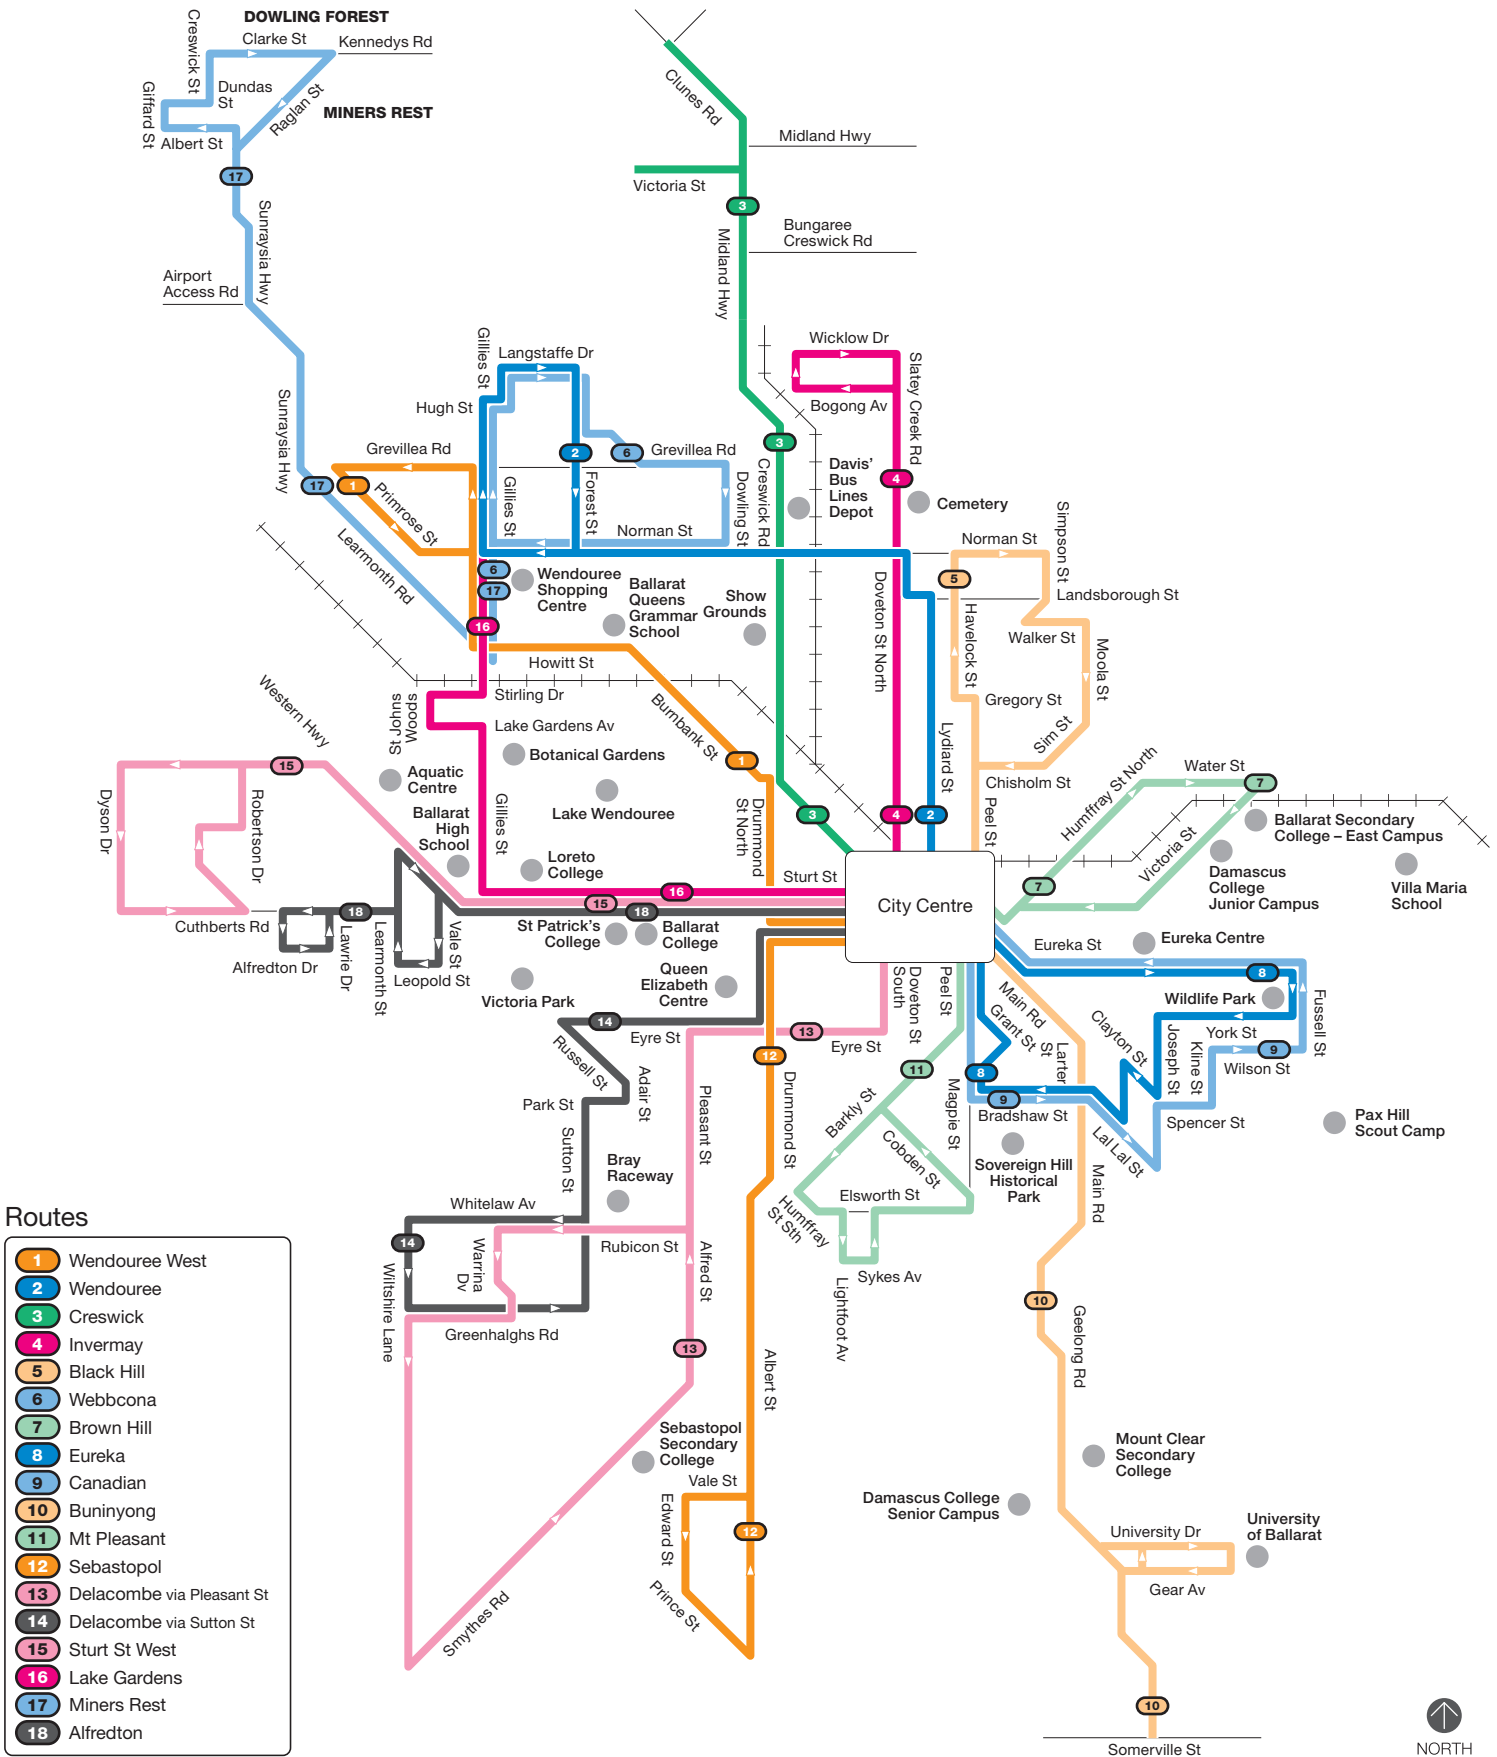 DOWLING FOREST
Creswick St
Clarke St
Kennedys Rd
Giffard St
Dundas
St
Raglan St
MINERS REST
Albert St
17
Sunraysia Hwy
Airport
Access Rd
Sunraysia Hwy
Clunes Rd
Midland Hwy
Victoria St
3
Bungaree
Creswick Rd
Midland Hwy
Gillies St
Langstaffe Dr
Hugh St
Grevillea Rd
2
6
Grevillea Rd
17
1
Primrose St
Gillies St
Forest St
Norman St
Dowling St
Learmonth Rd
6
17
16
Wendouree
Shopping
Centre
Ballarat
Queens
Grammar
School
Show
Grounds
Howitt St
3
Creswick Rd
Wicklow Dr
Bogong Av
Slatey Creek Rd
Davis'
Bus
Lines
Depot
4
Cemetery
Doveton St North
Norman St
Simpson St
5
Landsborough St
Havelock St
Walker St
Moola St
Gregory St
Sim St
Chisholm St
Lydiard St
Peel St
Stirling Dr
St Johns
Woods
Lake Gardens Av
Burnbank St
1
Botanical Gardens
Lake Wendouree
Aquatic
Centre
Ballarat
High
School
Gillies St
Loreto
College
Drummond
St North
3
4
2
Western Hwy
15
Dyson Dr
Robertson Dr
Cuthberts Rd
18
Alfredton Dr
Lawrie Dr
Learmonth St
Vale St
Leopold St
Sturt St
16
15
18
City Centre
St Patrick's
College
Ballarat
College
Victoria Park
Queen
Elizabeth
Centre
Humffray St North
Water St
7
Victoria St
7
Ballarat Secondary
College – East Campus
Damascus
College
Junior Campus
Villa Maria
School
Eureka St
Eureka Centre
8
Wildlife Park
Fussell St
York St
9
Wilson St
Clayton St
Joseph St
Kline St
Spencer St
Pax Hill
Scout Camp
Lal Lal St
Main Rd
Grant St
Larter
St
8
9
Bradshaw St
Sovereign Hill
Historical
Park
Main Rd
Doveton
South
Peel St
11
Magpie St
Barkly St
Cobden St
Elsworth St
Humffray
St Sth
Sykes Av
Lightfoot Av
14
Eyre St
13
Eyre St
Russell St
Adair St
Park St
Sutton St
12
Pleasant St
Drummond St
Bray
Raceway
Whitelaw Av
14
Warrina
Dv
Rubicon St
Alfred St
Wiltshire Lane
Greenhalghs Rd
13
Albert St
Smythes Rd
Sebastopol
Secondary
College
Vale St
Edward St
12
Prince St
10
Geelong Rd
Mount Clear
Secondary
College
Damascus College
Senior Campus
University Dr
University
of Ballarat
Gear Av
10
Somerville St
NORTH
Routes
1 Wendouree West
2 Wendouree
3 Creswick
4 Invermay
5 Black Hill
6 Webbcona
7 Brown Hill
8 Eureka
9 Canadian
10 Buninyong
11 Mt Pleasant
12 Sebastopol
13 Delacombe via Pleasant St
14 Delacombe via Sutton St
15 Sturt St West
16 Lake Gardens
17 Miners Rest
18 Alfredton